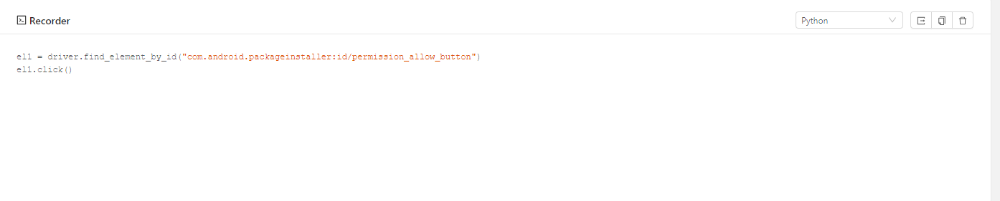 Recorder
Python
el1 = driver.find_element_by_id("com.android.packageinstaller:id/permission_allow_button")
el1.click()